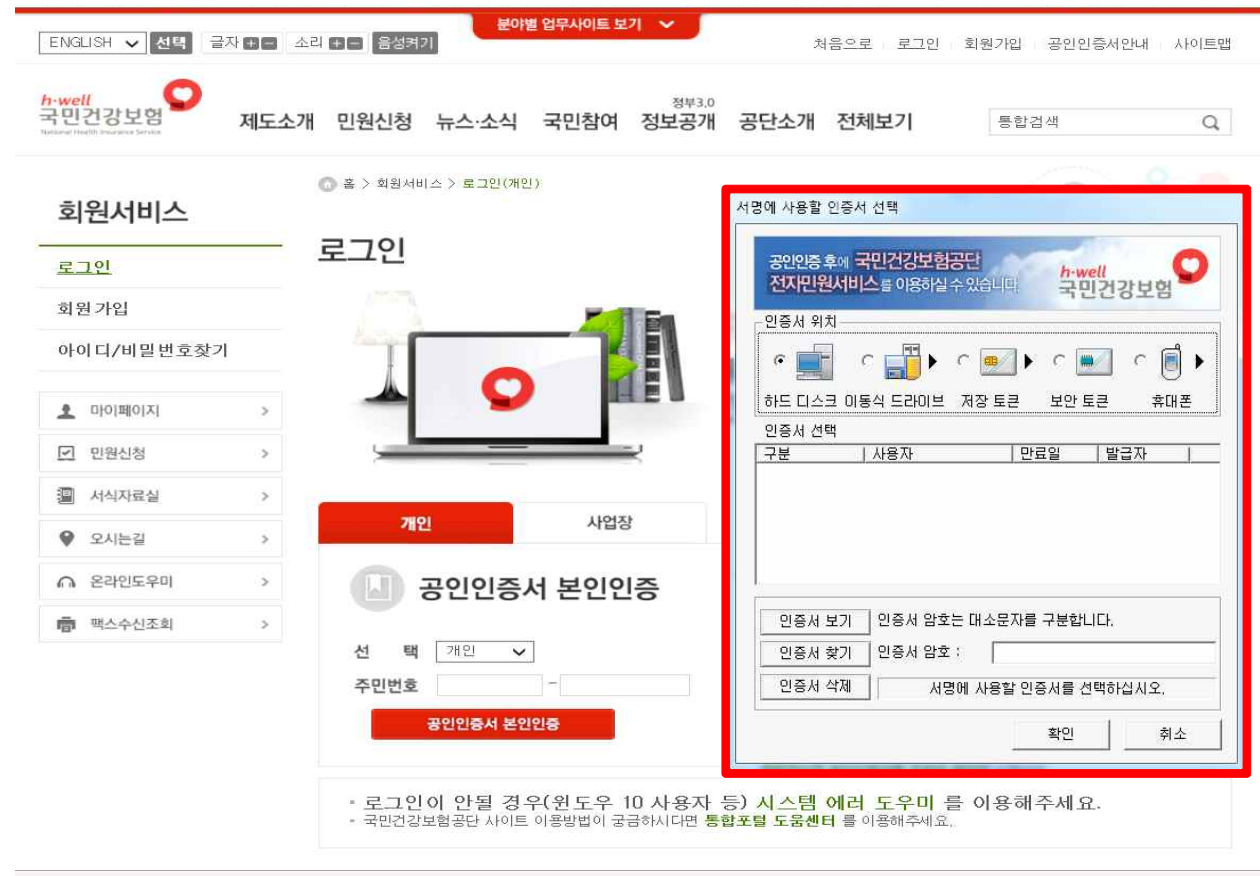 분야별 업무사이트 보기
ENGLISH 선택 글자 + - 소리 + - 음성켜기
처음으로 로그인 회원가입 공인인증서안내 사이트맵
h·well
국민건강보험
National Health Insurance Service
정부3.0
제도소개 민원신청 뉴스·소식 국민참여 정보공개 공단소개 전체보기
통합검색
홈 > 회원서비스 > 로그인(개인)
회원서비스
로그인
회원가입
아이디/비밀번호찾기
마이페이지 >
민원신청 >
서식자료실 >
오시는길 >
온라인도우미 >
팩스수신조회 >
로그인
개인 사업장
공인인증서 본인인증
선 택 개인
주민번호 -
공인인증서 본인인증
서명에 사용할 인증서 선택
공인인증 후에 국민건강보험공단
전자민원서비스를 이용하실 수 있습니다
h·well
국민건강보험
인증서 위치
하드 디스크 이동식 드라이브 저장 토큰 보안 토큰 휴대폰
인증서 선택
구분 사용자 만료일 발급자
인증서 보기 인증서 암호는 대소문자를 구분합니다.
인증서 찾기 인증서 암호 :
인증서 삭제 서명에 사용할 인증서를 선택하십시오.
확인 취소
로그인이 안될 경우(윈도우 10 사용자 등) 시스템 에러 도우미 를 이용해주세요.
국민건강보험공단 사이트 이용방법이 궁금하시다면 통합포털 도움센터 를 이용해주세요.